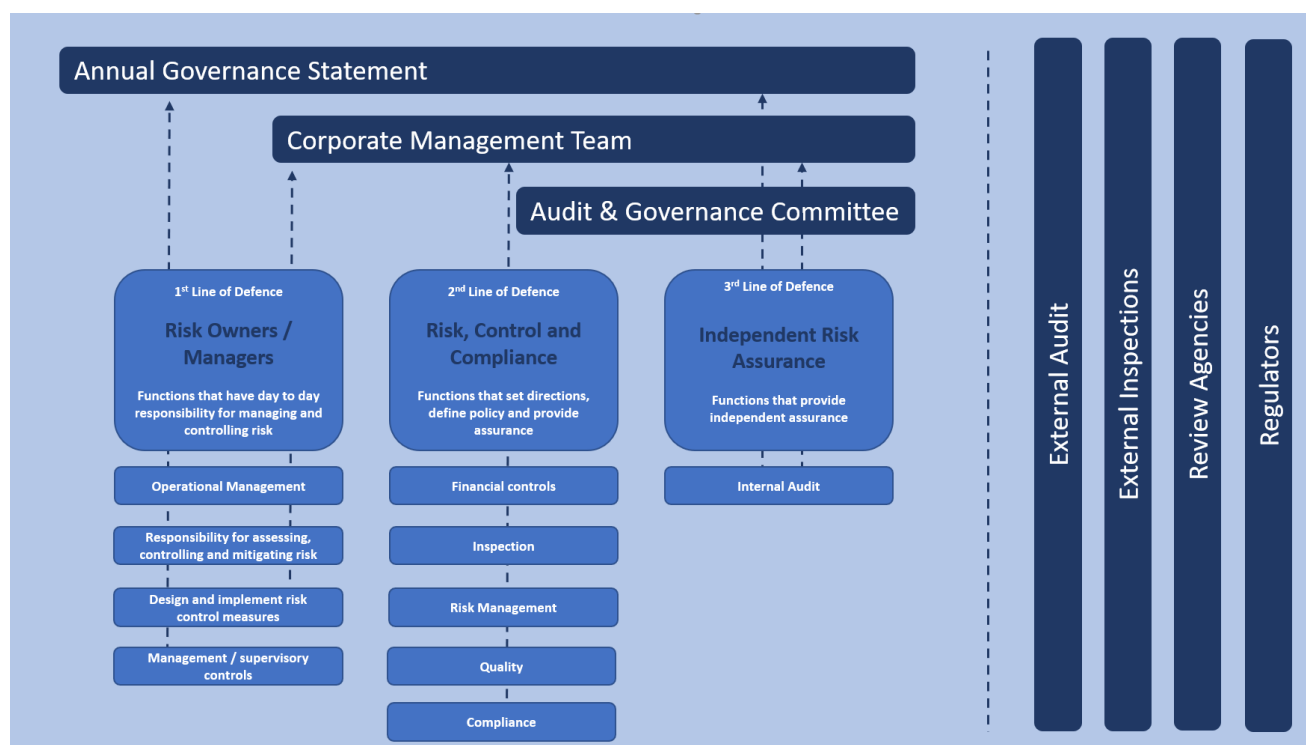 Annual Governance Statement
Corporate Management Team
Audit & Governance Committee
1st Line of Defence
Risk Owners /
Managers
Functions that have day to day
responsibility for managing and
controlling risk
Operational Management
Responsibility for assessing,
controlling and mitigating risk
Design and implement risk
control measures
Management / supervisory
controls
2nd Line of Defence
Risk, Control and
Compliance
Functions that set directions,
define policy and provide
assurance
Financial controls
Inspection
Risk Management
Quality
Compliance
3rd Line of Defence
Independent Risk
Assurance
Functions that provide
independent assurance
Internal Audit
External Audit
External Inspections
Review Agencies
Regulators